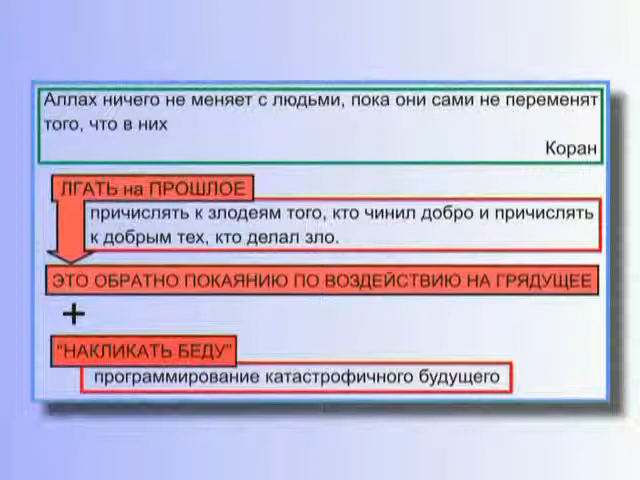 Аллах ничего не меняет с людьми, пока они сами не переменят
того, что в них
Коран
ЛГАТЬ на ПРОШЛОЕ
причислять к злодеям того, кто чинил добро и причислять
к добрым тех, кто делал зло.
ЭТО ОБРАТНО ПОКАЯНИЮ ПО ВОЗДЕЙСТВИЮ НА ГРЯДУЩЕЕ
+
"НАКЛИКАТЬ БЕДУ"
программирование катастрофичного будущего